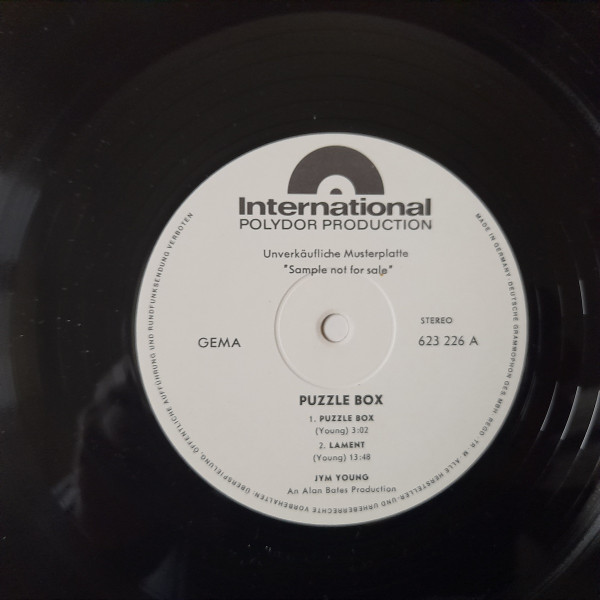 International
POLYDOR PRODUCTION
Unverkäufliche Musterplatte
"Sample not for sale"
GEMA
STEREO
623 226 A
PUZZLE BOX
1. PUZZLE BOX
(Young) 3:02
2. LAMENT
(Young) 13:48
JYM YOUNG
An Alan Bates Production
MADE IN GERMANY · DEUTSCHE GRAMMOPHON GES. MBH · REGD. TR. M. · ALLE HERSTELLER- UND URHEBERRECHTE VORBEHALTEN: ÜBERSPIELUNG, ÖFFENTLICHE AUFFÜHRUNG UND RUNDFUNKSENDUNG VERBOTEN